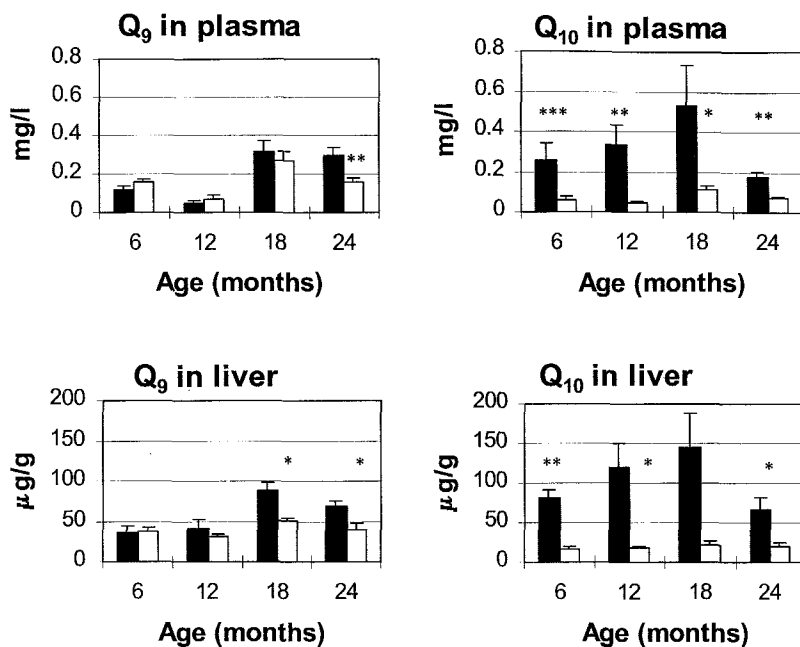 Q₉ in plasma
0.8
0.6
0.4
0.2
0
mg/l
**
6 12 18 24
Age (months)
Q₁₀ in plasma
0.8
0.6
0.4
0.2
0
mg/l
*** ** * **
6 12 18 24
Age (months)
Q₉ in liver
200
150
100
50
0
μg/g
* *
6 12 18 24
Age (months)
Q₁₀ in liver
200
150
100
50
0
μg/g
** * *
6 12 18 24
Age (months)